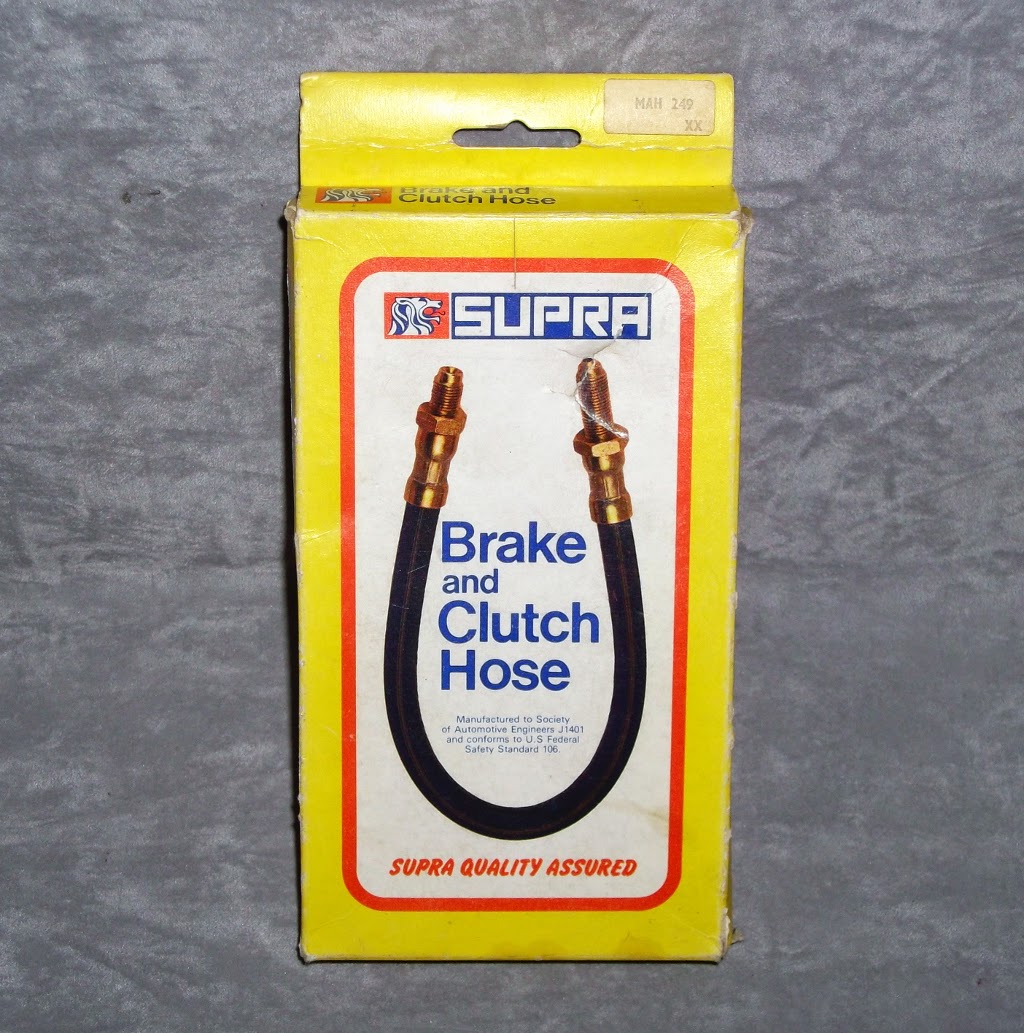 MAH 249
XX
Brake and
Clutch Hose
SUPRA
Brake
and
Clutch
Hose
Manufactured to Society
of Automotive Engineers J1401
and conforms to U.S Federal
Safety Standard 106.
SUPRA QUALITY ASSURED